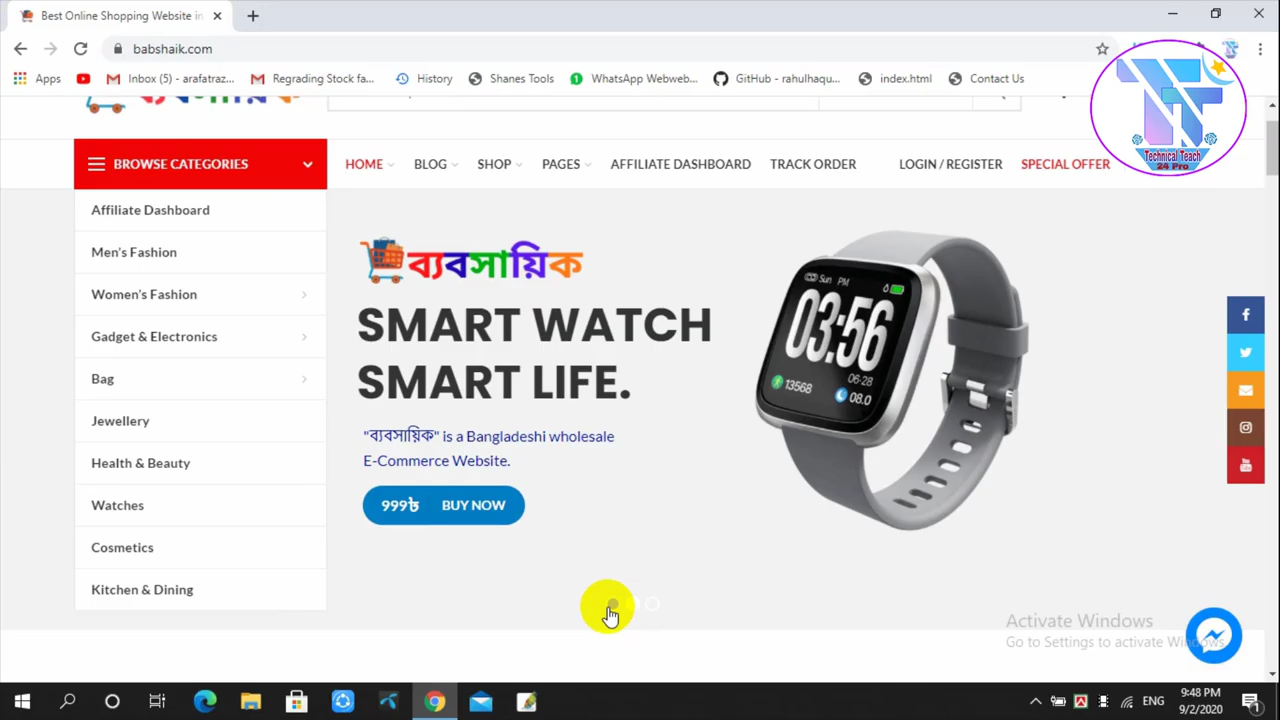 Best Online Shopping Website in
babshaik.com
Apps
Inbox (5) - arafatraz...
Regrading Stock fa...
History
Shanes Tools
WhatsApp Webweb...
GitHub - rahulhaqu...
index.html
Contact Us
Technical Teach
24 Pro
BROWSE CATEGORIES
HOME
BLOG
SHOP
PAGES
AFFILIATE DASHBOARD
TRACK ORDER
LOGIN / REGISTER
SPECIAL OFFER
Affiliate Dashboard
Men's Fashion
Women's Fashion
Gadget & Electronics
Bag
Jewellery
Health & Beauty
Watches
Cosmetics
Kitchen & Dining
ব্যবসায়িক
SMART WATCH
SMART LIFE.
"ব্যবসায়িক" is a Bangladeshi wholesale
E-Commerce Website.
999৳ BUY NOW
Sun PM
03:56
06-28
13568
08.0
Activate Windows
Go to Settings to activate Windows.
ENG
9:48 PM
9/2/2020